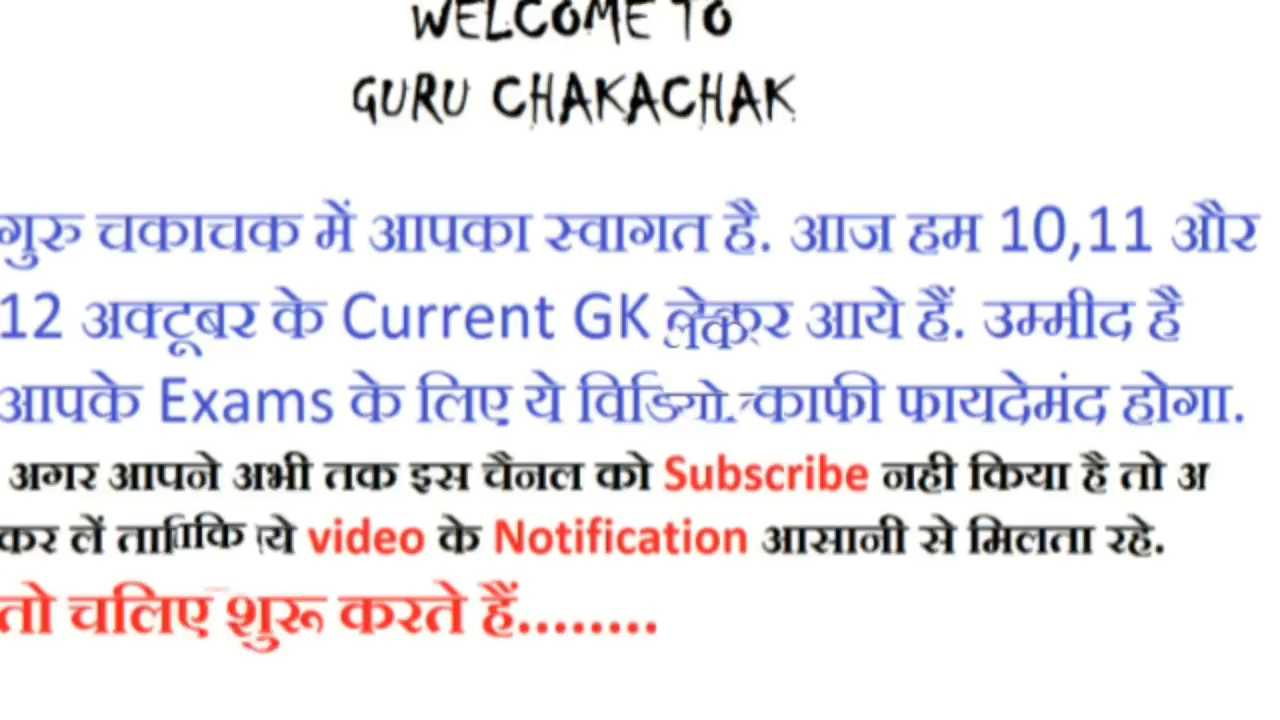 WELCOME TO
GURU CHAKACHAK
गुरु चकाचक में आपका स्वागत है. आज हम 10,11 और
12 अक्टूबर के Current GK लेकर आये हैं. उम्मीद है
आपके Exams के लिए ये काफी फायदेमंद होगा.
अगर आपने अभी तक इस चैनल को Subscribe नही किया है तो
कर लें ये video के Notification आसानी से मिलता रहे.
तो चलिए शुरू करते हैं........